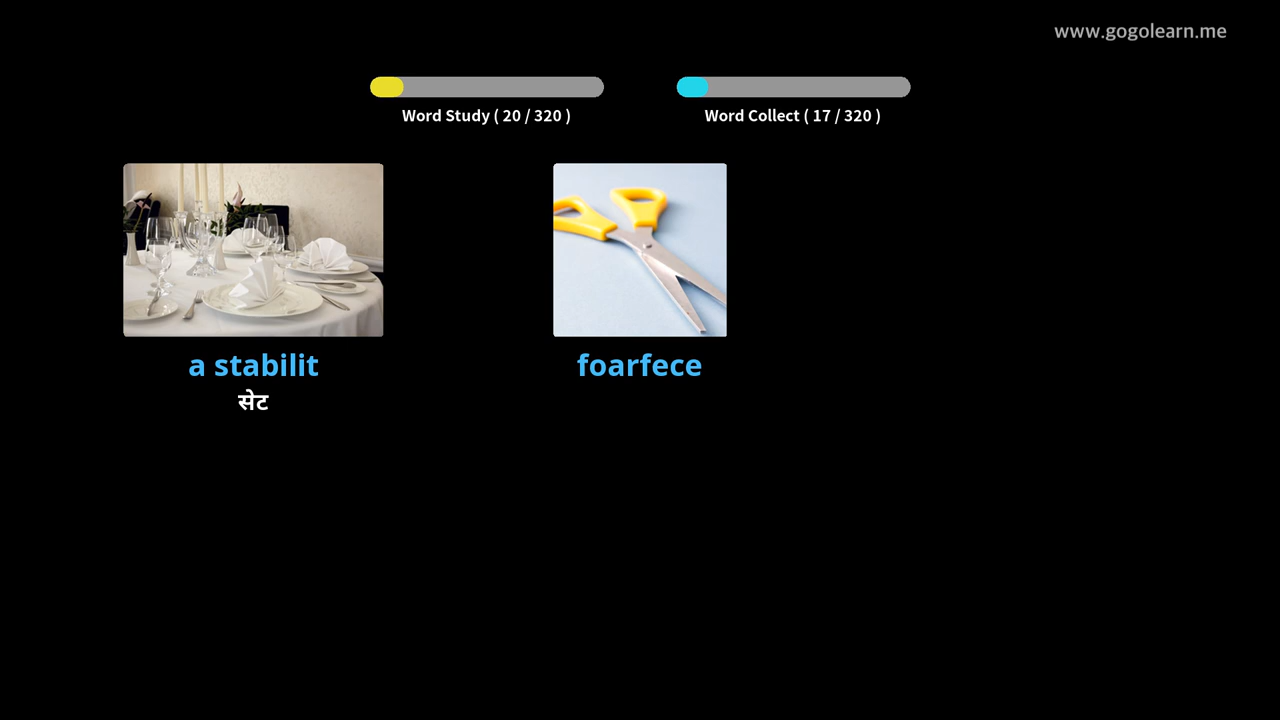 www.gogolearn.me
Word Study ( 20 / 320 )
Word Collect ( 17 / 320 )
a stabilit
सेट
foarfece